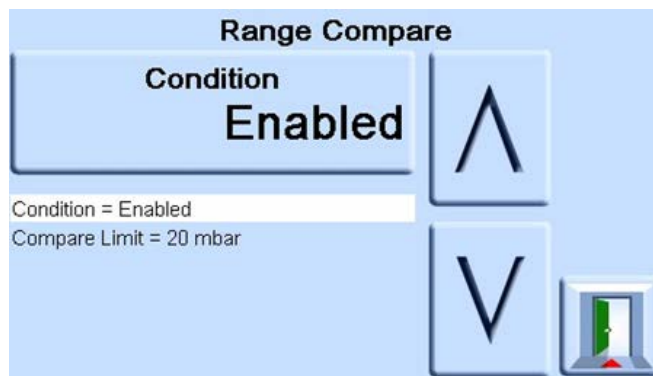 Range Compare
Condition
Enabled
Condition = Enabled
Compare Limit = 20 mbar